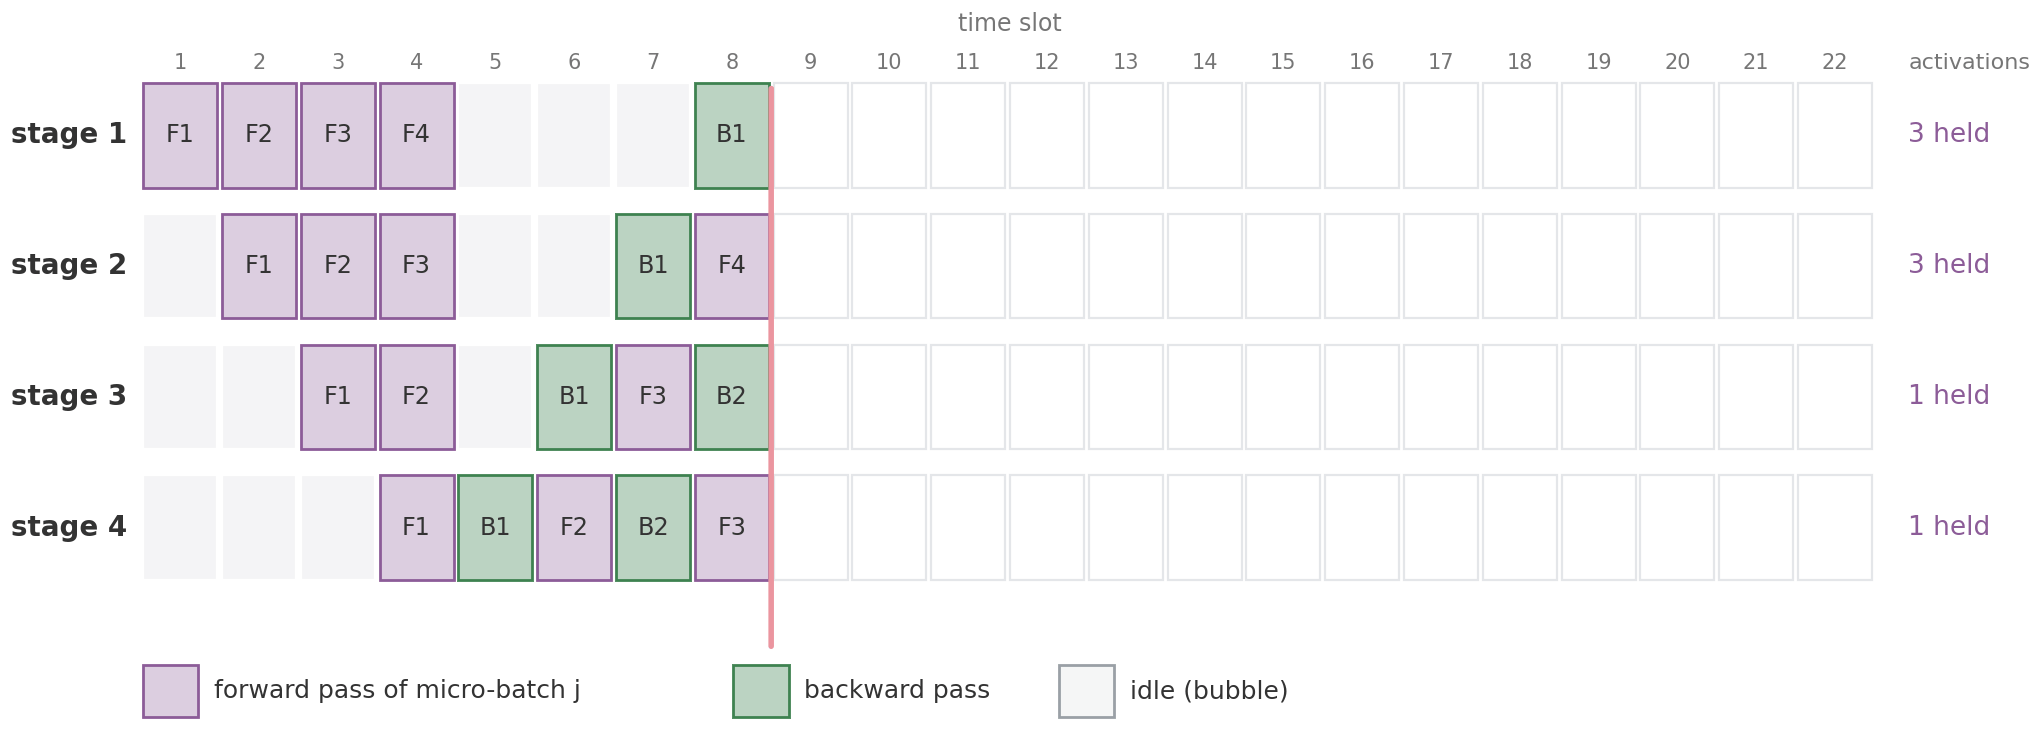 time slot
1 2 3 4 5 6 7 8 9 10 11 12 13 14 15 16 17 18 19 20 21 22 activations
stage 1 F1 F2 F3 F4 B1 3 held
stage 2 F1 F2 F3 B1 F4 3 held
stage 3 F1 F2 B1 F3 B2 1 held
stage 4 F1 B1 F2 B2 F3 1 held
forward pass of micro-batch j backward pass idle (bubble)